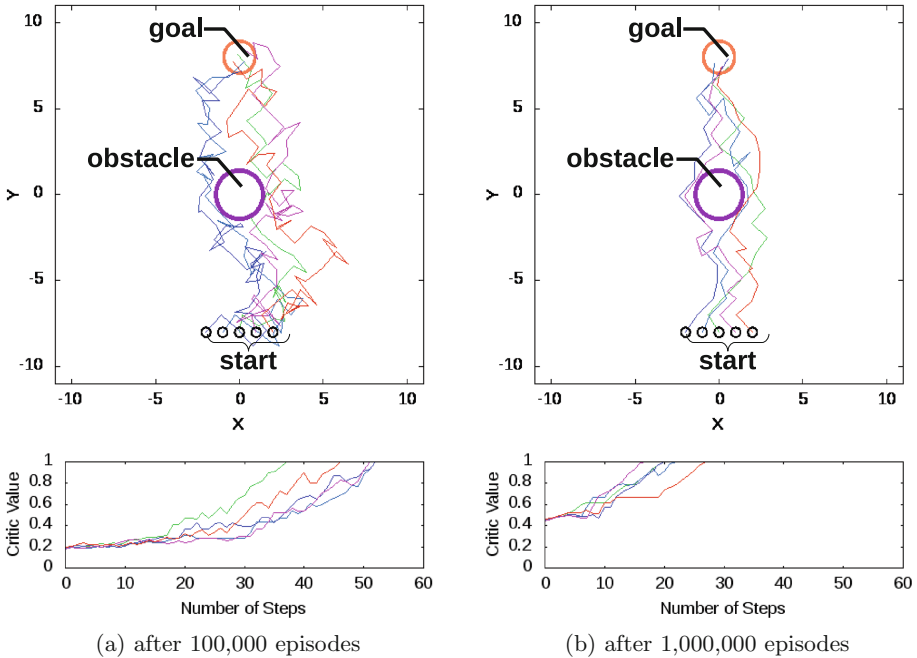 10
goal
5
obstacle
Y
0
-5
start
-10
-10
-5
0
5
10
X
10
goal
5
obstacle
Y
0
-5
start
-10
-10
-5
0
5
10
X
1
0.8
0.6
0.4
0.2
0
Critic Value
0
10
20
30
40
50
60
Number of Steps
1
0.8
0.6
0.4
0.2
0
Critic Value
0
10
20
30
40
50
60
Number of Steps
(a) after 100,000 episodes
(b) after 1,000,000 episodes